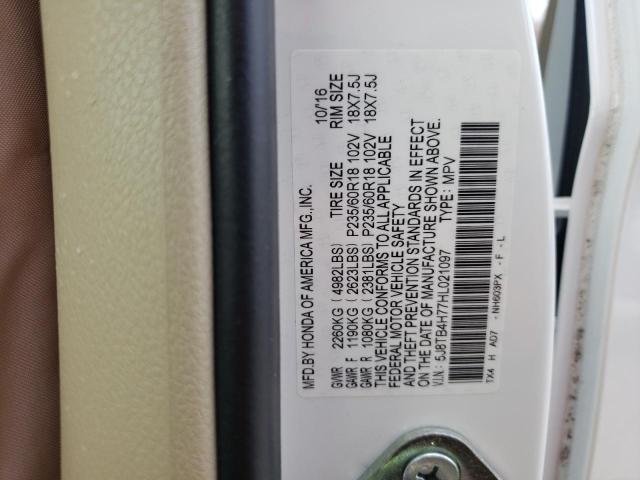 MFD.BY HONDA OF AMERICA MFG.,INC. 10/16
TIRE SIZE RIM SIZE
GVWR 2260KG ( 4982LBS)
GAWR F 1190KG ( 2623LBS) P235/60R18 102V 18X7.5J
GAWR R 1080KG ( 2381LBS) P235/60R18 102V 18X7.5J
THIS VEHICLE CONFORMS TO ALL APPLICABLE
FEDERAL MOTOR VEHICLE SAFETY
AND THEFT PREVENTION STANDARDS IN EFFECT
ON THE DATE OF MANUFACTURE SHOWN ABOVE.
V.I.N.: 5J8TB4H77HL021097 TYPE: MPV
TX4 H A07 - NH603PX - F - L